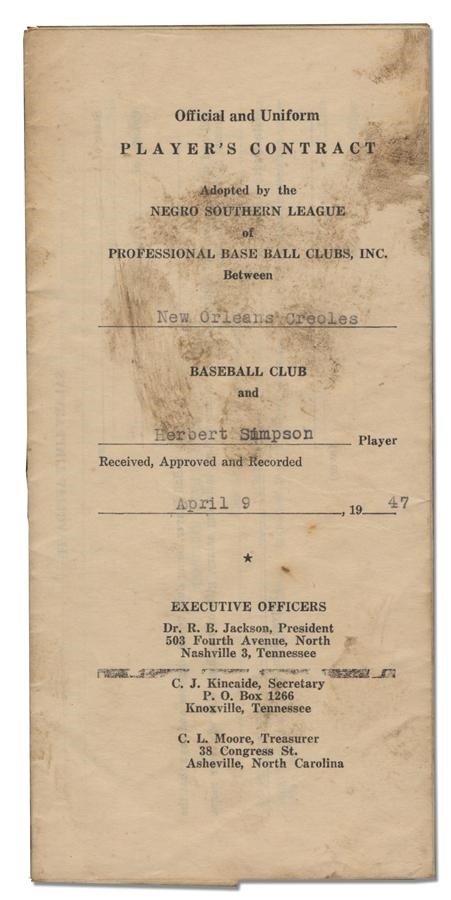 Official and Uniform
PLAYER'S CONTRACT
Adopted by the
NEGRO SOUTHERN LEAGUE
of
PROFESSIONAL BASE BALL CLUBS, INC.
Between
New Orleans Creoles
BASEBALL CLUB
and
Herbert Simpson Player
Received, Approved and Recorded
April 9, 1947
EXECUTIVE OFFICERS
Dr. R. B. Jackson, President
503 Fourth Avenue, North
Nashville 3, Tennessee
C. J. Kincaide, Secretary
P. O. Box 1266
Knoxville, Tennessee
C. L. Moore, Treasurer
38 Congress St.
Asheville, North Carolina